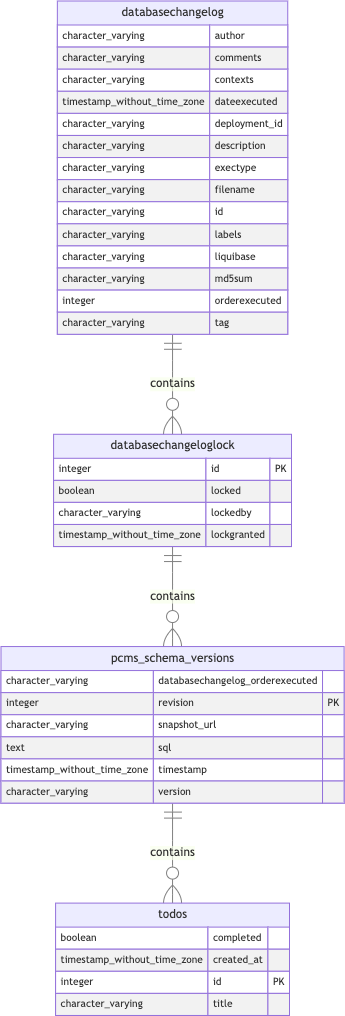 databasechangelog
character_varying author
character_varying comments
character_varying contexts
timestamp_without_time_zone dateexecuted
character_varying deployment_id
character_varying description
character_varying exectype
character_varying filename
character_varying id
character_varying labels
character_varying liquibase
character_varying md5sum
integer orderexecuted
character_varying tag
contains
databasechangeloglock
integer id PK
boolean locked
character_varying lockedby
timestamp_without_time_zone lockgranted
contains
pcms_schema_versions
character_varying databasechangelog_orderexecuted
integer revision PK
character_varying snapshot_url
text sql
timestamp_without_time_zone timestamp
character_varying version
contains
todos
boolean completed
timestamp_without_time_zone created_at
integer id PK
character_varying title